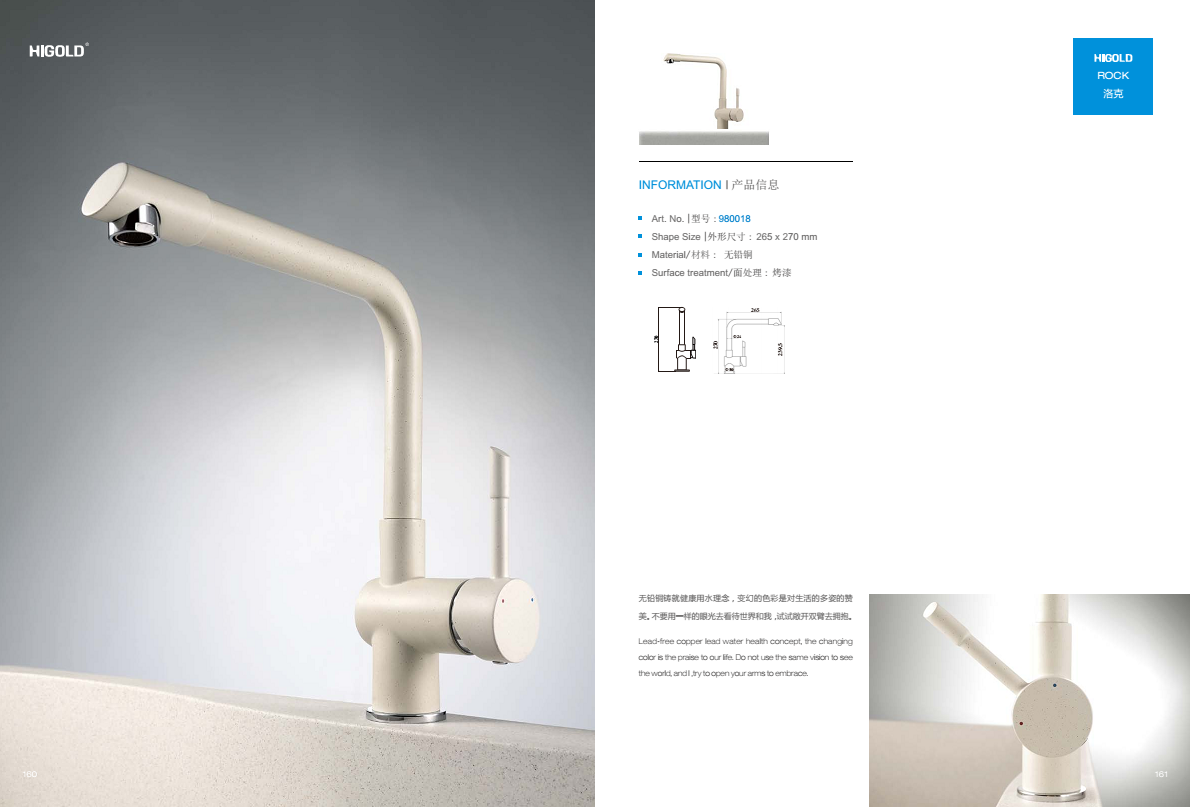 HIGOLD®
160
HIGOLD
ROCK
洛克
INFORMATION | 产品信息
Art. No. |型号 : 980018
Shape Size |外形尺寸 : 265 x 270 mm
Material/材料 : 无铅铜
Surface treatment/面处理 : 烤漆
265
239.5
无铅铜铸就健康用水理念，变幻的色彩是对生活的多姿的赞
美。不要用一样的眼光去看待世界和我 ,试试敞开双臂去拥抱。
Lead-free copper lead water health concept, the changing
color is the praise to our life. Do not use the same vision to see
the world, and I ,try to open your arms to embrace.
161